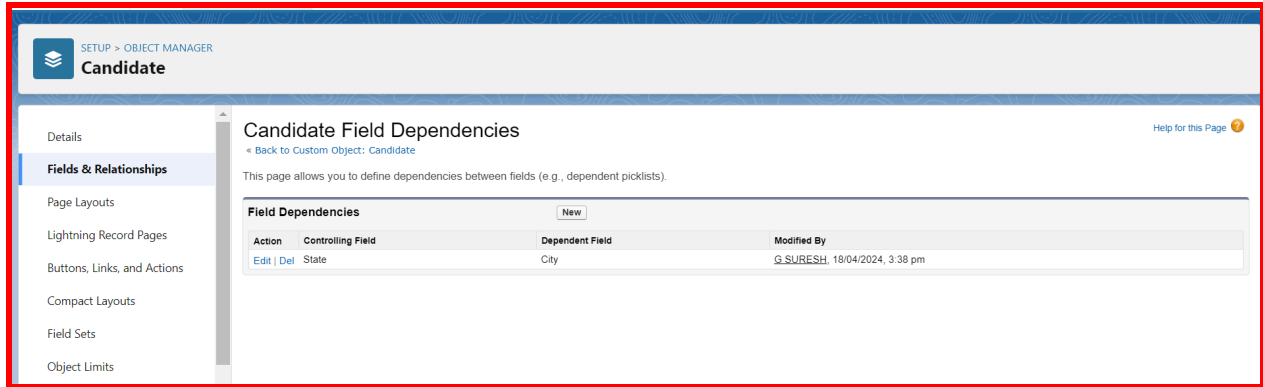 SETUP > OBJECT MANAGER
Candidate
Details
Fields & Relationships
Page Layouts
Lightning Record Pages
Buttons, Links, and Actions
Compact Layouts
Field Sets
Object Limits
Candidate Field Dependencies
Help for this Page ?
« Back to Custom Object: Candidate
This page allows you to define dependencies between fields (e.g., dependent picklists).
Field Dependencies New
Action Controlling Field Dependent Field Modified By
Edit | Del State City G SURESH, 18/04/2024, 3:38 pm